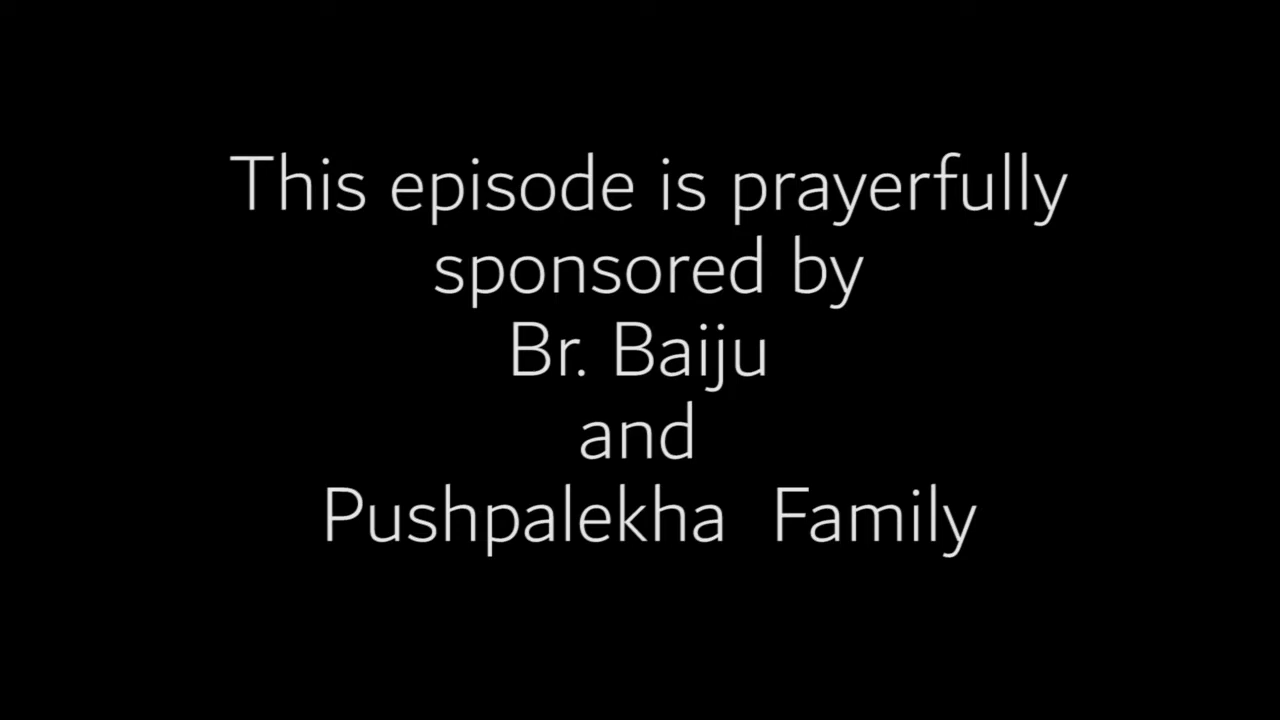 This episode is prayerfully
sponsored by
Br. Baiju
and
Pushpalekha  Family